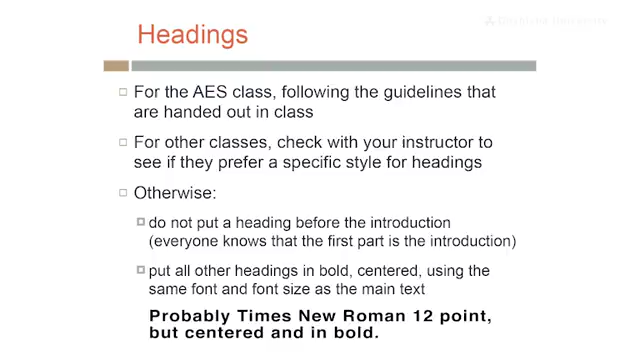 Headings
For the AES class, following the guidelines that
are handed out in class
For other classes, check with your instructor to
see if they prefer a specific style for headings
Otherwise:
do not put a heading before the introduction
(everyone knows that the first part is the introduction)
put all other headings in bold, centered, using the
same font and font size as the main text
Probably Times New Roman 12 point,
but centered and in bold.